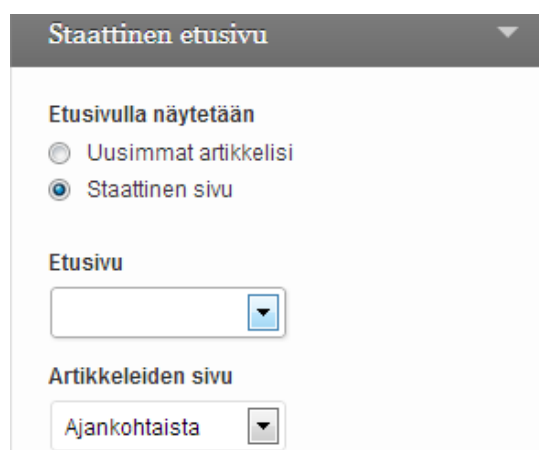 Staattinen etusivu
Etusivulla näytetään
Uusimmat artikkelisi
Staattinen sivu
Etusivu
Artikkeleiden sivu
Ajankohtaista